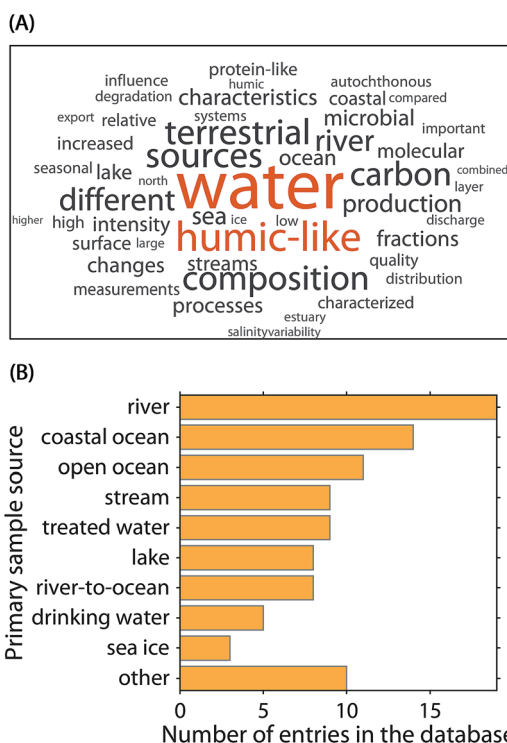 (A)
protein-like
influence
humic
autochthonous
degradation
characteristics
coastal
compared
export
relative
systems
microbial
terrestrial
river
important
increased
sources
ocean
molecular
seasonal
lake
north
water
carbon
combined
layer
different
production
higher
high
intensity
sea
ice
low
discharge
surface
large
humic-like
fractions
changes
streams
quality
composition
distribution
measurements
processes
characterized
estuary
salinity
variability
(B)
Primary sample source
river
coastal ocean
open ocean
stream
treated water
lake
river-to-ocean
drinking water
sea ice
other
0 5 10 15
Number of entries in the database